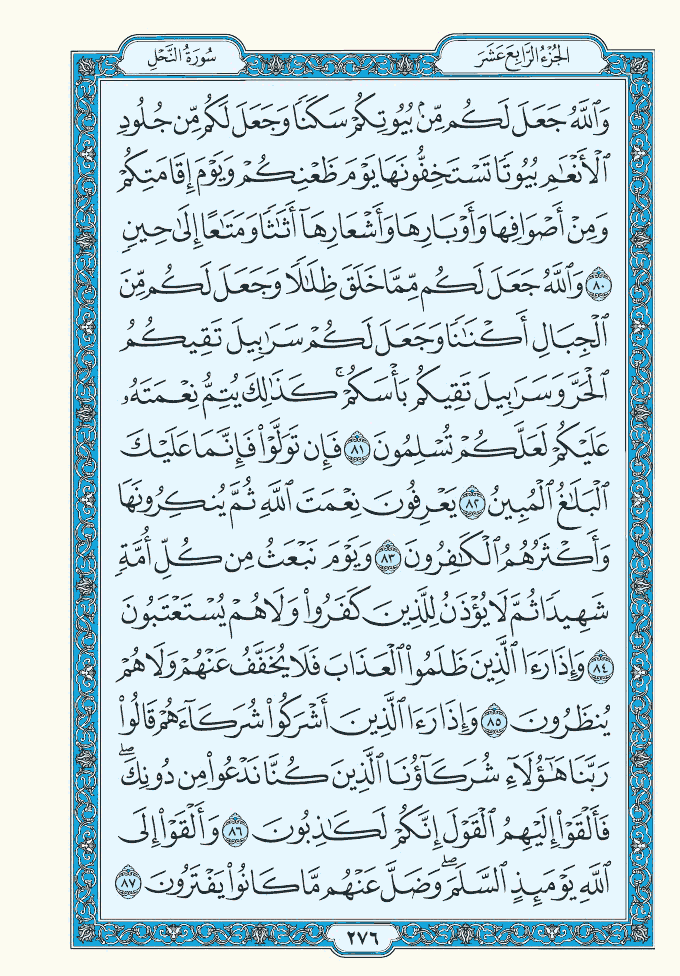 الجُزْءُ الرَّابِعَ عَشَرَ
سُورَةُ النَّحْلِ
وَٱللَّهُ جَعَلَ لَكُم مِّنۢ بُيُوتِكُمْ سَكَنًا وَجَعَلَ لَكُم مِّن جُلُودِ
ٱلْأَنْعَٰمِ بُيُوتًا تَسْتَخِفُّونَهَا يَوْمَ ظَعْنِكُمْ وَيَوْمَ إِقَامَتِكُمْ
وَمِنْ أَصْوَافِهَا وَأَوْبَارِهَا وَأَشْعَارِهَآ أَثَٰثًا وَمَتَٰعًا إِلَىٰ حِينٍ
٨٠ وَٱللَّهُ جَعَلَ لَكُم مِّمَّا خَلَقَ ظِلَٰلًا وَجَعَلَ لَكُم مِّنَ
ٱلْجِبَالِ أَكْنَٰنًا وَجَعَلَ لَكُمْ سَرَٰبِيلَ تَقِيكُمُ
ٱلْحَرَّ وَسَرَٰبِيلَ تَقِيكُم بَأْسَكُمْ ۚ كَذَٰلِكَ يُتِمُّ نِعْمَتَهُۥ
عَلَيْكُمْ لَعَلَّكُمْ تُسْلِمُونَ ٨١ فَإِن تَوَلَّوْا۟ فَإِنَّمَا عَلَيْكَ
ٱلْبَلَٰغُ ٱلْمُبِينُ ٨٢ يَعْرِفُونَ نِعْمَتَ ٱللَّهِ ثُمَّ يُنكِرُونَهَا
وَأَكْثَرُهُمُ ٱلْكَٰفِرُونَ ٨٣ وَيَوْمَ نَبْعَثُ مِن كُلِّ أُمَّةٍ
شَهِيدًا ثُمَّ لَا يُؤْذَنُ لِلَّذِينَ كَفَرُوا۟ وَلَا هُمْ يُسْتَعْتَبُونَ
٨٤ وَإِذَا رَءَا ٱلَّذِينَ ظَلَمُوا۟ ٱلْعَذَابَ فَلَا يُخَفَّفُ عَنْهُمْ وَلَا هُمْ
يُنظَرُونَ ٨٥ وَإِذَا رَءَا ٱلَّذِينَ أَشْرَكُوا۟ شُرَكَآءَهُمْ قَالُوا۟
رَبَّنَا هَٰٓؤُلَآءِ شُرَكَآؤُنَا ٱلَّذِينَ كُنَّا نَدْعُوا۟ مِن دُونِكَ ۖ
فَأَلْقَوْا۟ إِلَيْهِمُ ٱلْقَوْلَ إِنَّكُمْ لَكَٰذِبُونَ ٨٦ وَأَلْقَوْا۟ إِلَى
ٱللَّهِ يَوْمَئِذٍ ٱلسَّلَمَ ۖ وَضَلَّ عَنْهُم مَّا كَانُوا۟ يَفْتَرُونَ ٨٧
٢٧٦